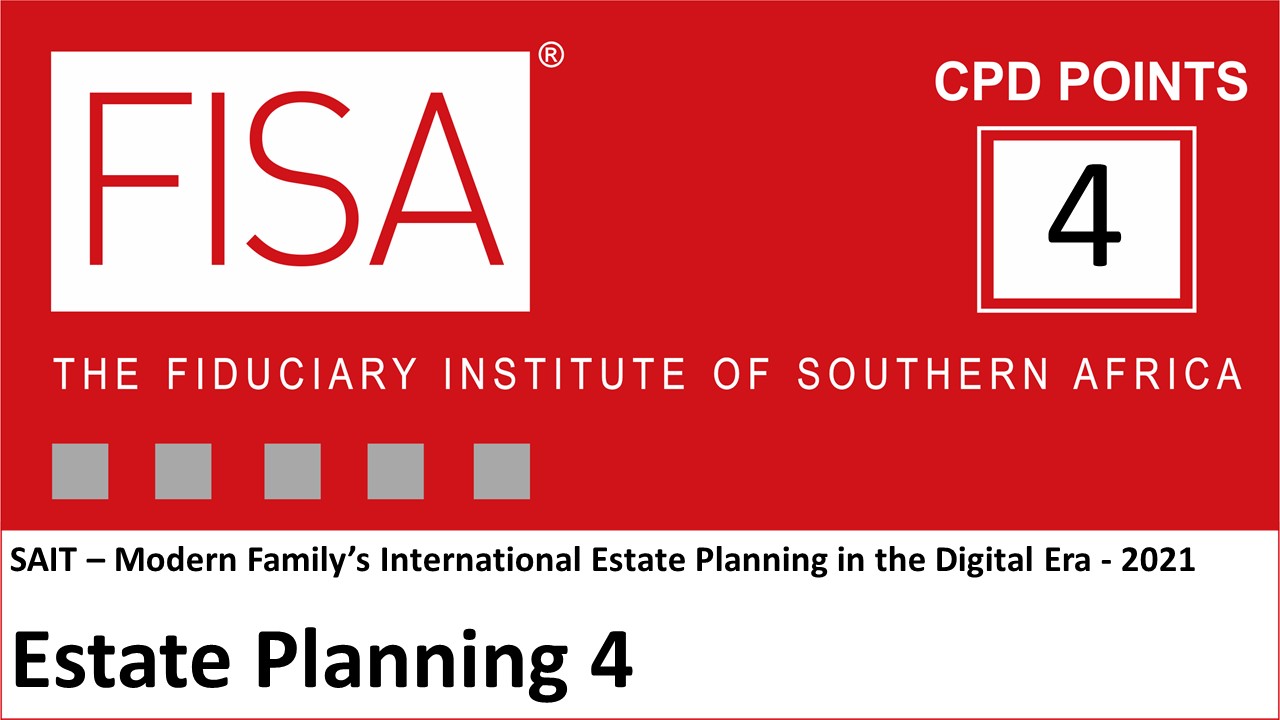 FISA®
CPD POINTS
4
THE FIDUCIARY INSTITUTE OF SOUTHERN AFRICA
SAIT – Modern Family’s International Estate Planning in the Digital Era - 2021
Estate Planning 4